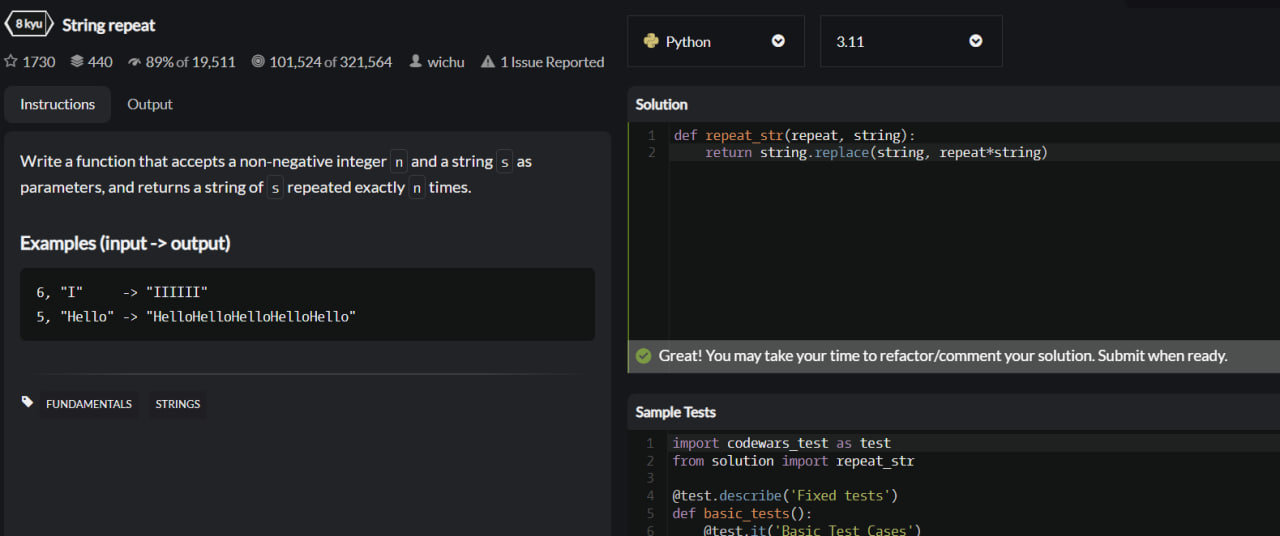 8 kyu String repeat
1730 440 89% of 19,511 101,524 of 321,564 wichu 1 Issue Reported
Instructions Output
Write a function that accepts a non-negative integer n and a string s as
parameters, and returns a string of s repeated exactly n times.
Examples (input -> output)
6, "I"     -> "IIIIII"
5, "Hello" -> "HelloHelloHelloHelloHello"
FUNDAMENTALS STRINGS
Python 3.11
Solution
1 def repeat_str(repeat, string):
2     return string.replace(string, repeat*string)
Great! You may take your time to refactor/comment your solution. Submit when ready.
Sample Tests
1 import codewars_test as test
2 from solution import repeat_str
3
4 @test.describe('Fixed tests')
5 def basic_tests():
6     @test.it('Basic Test Cases')